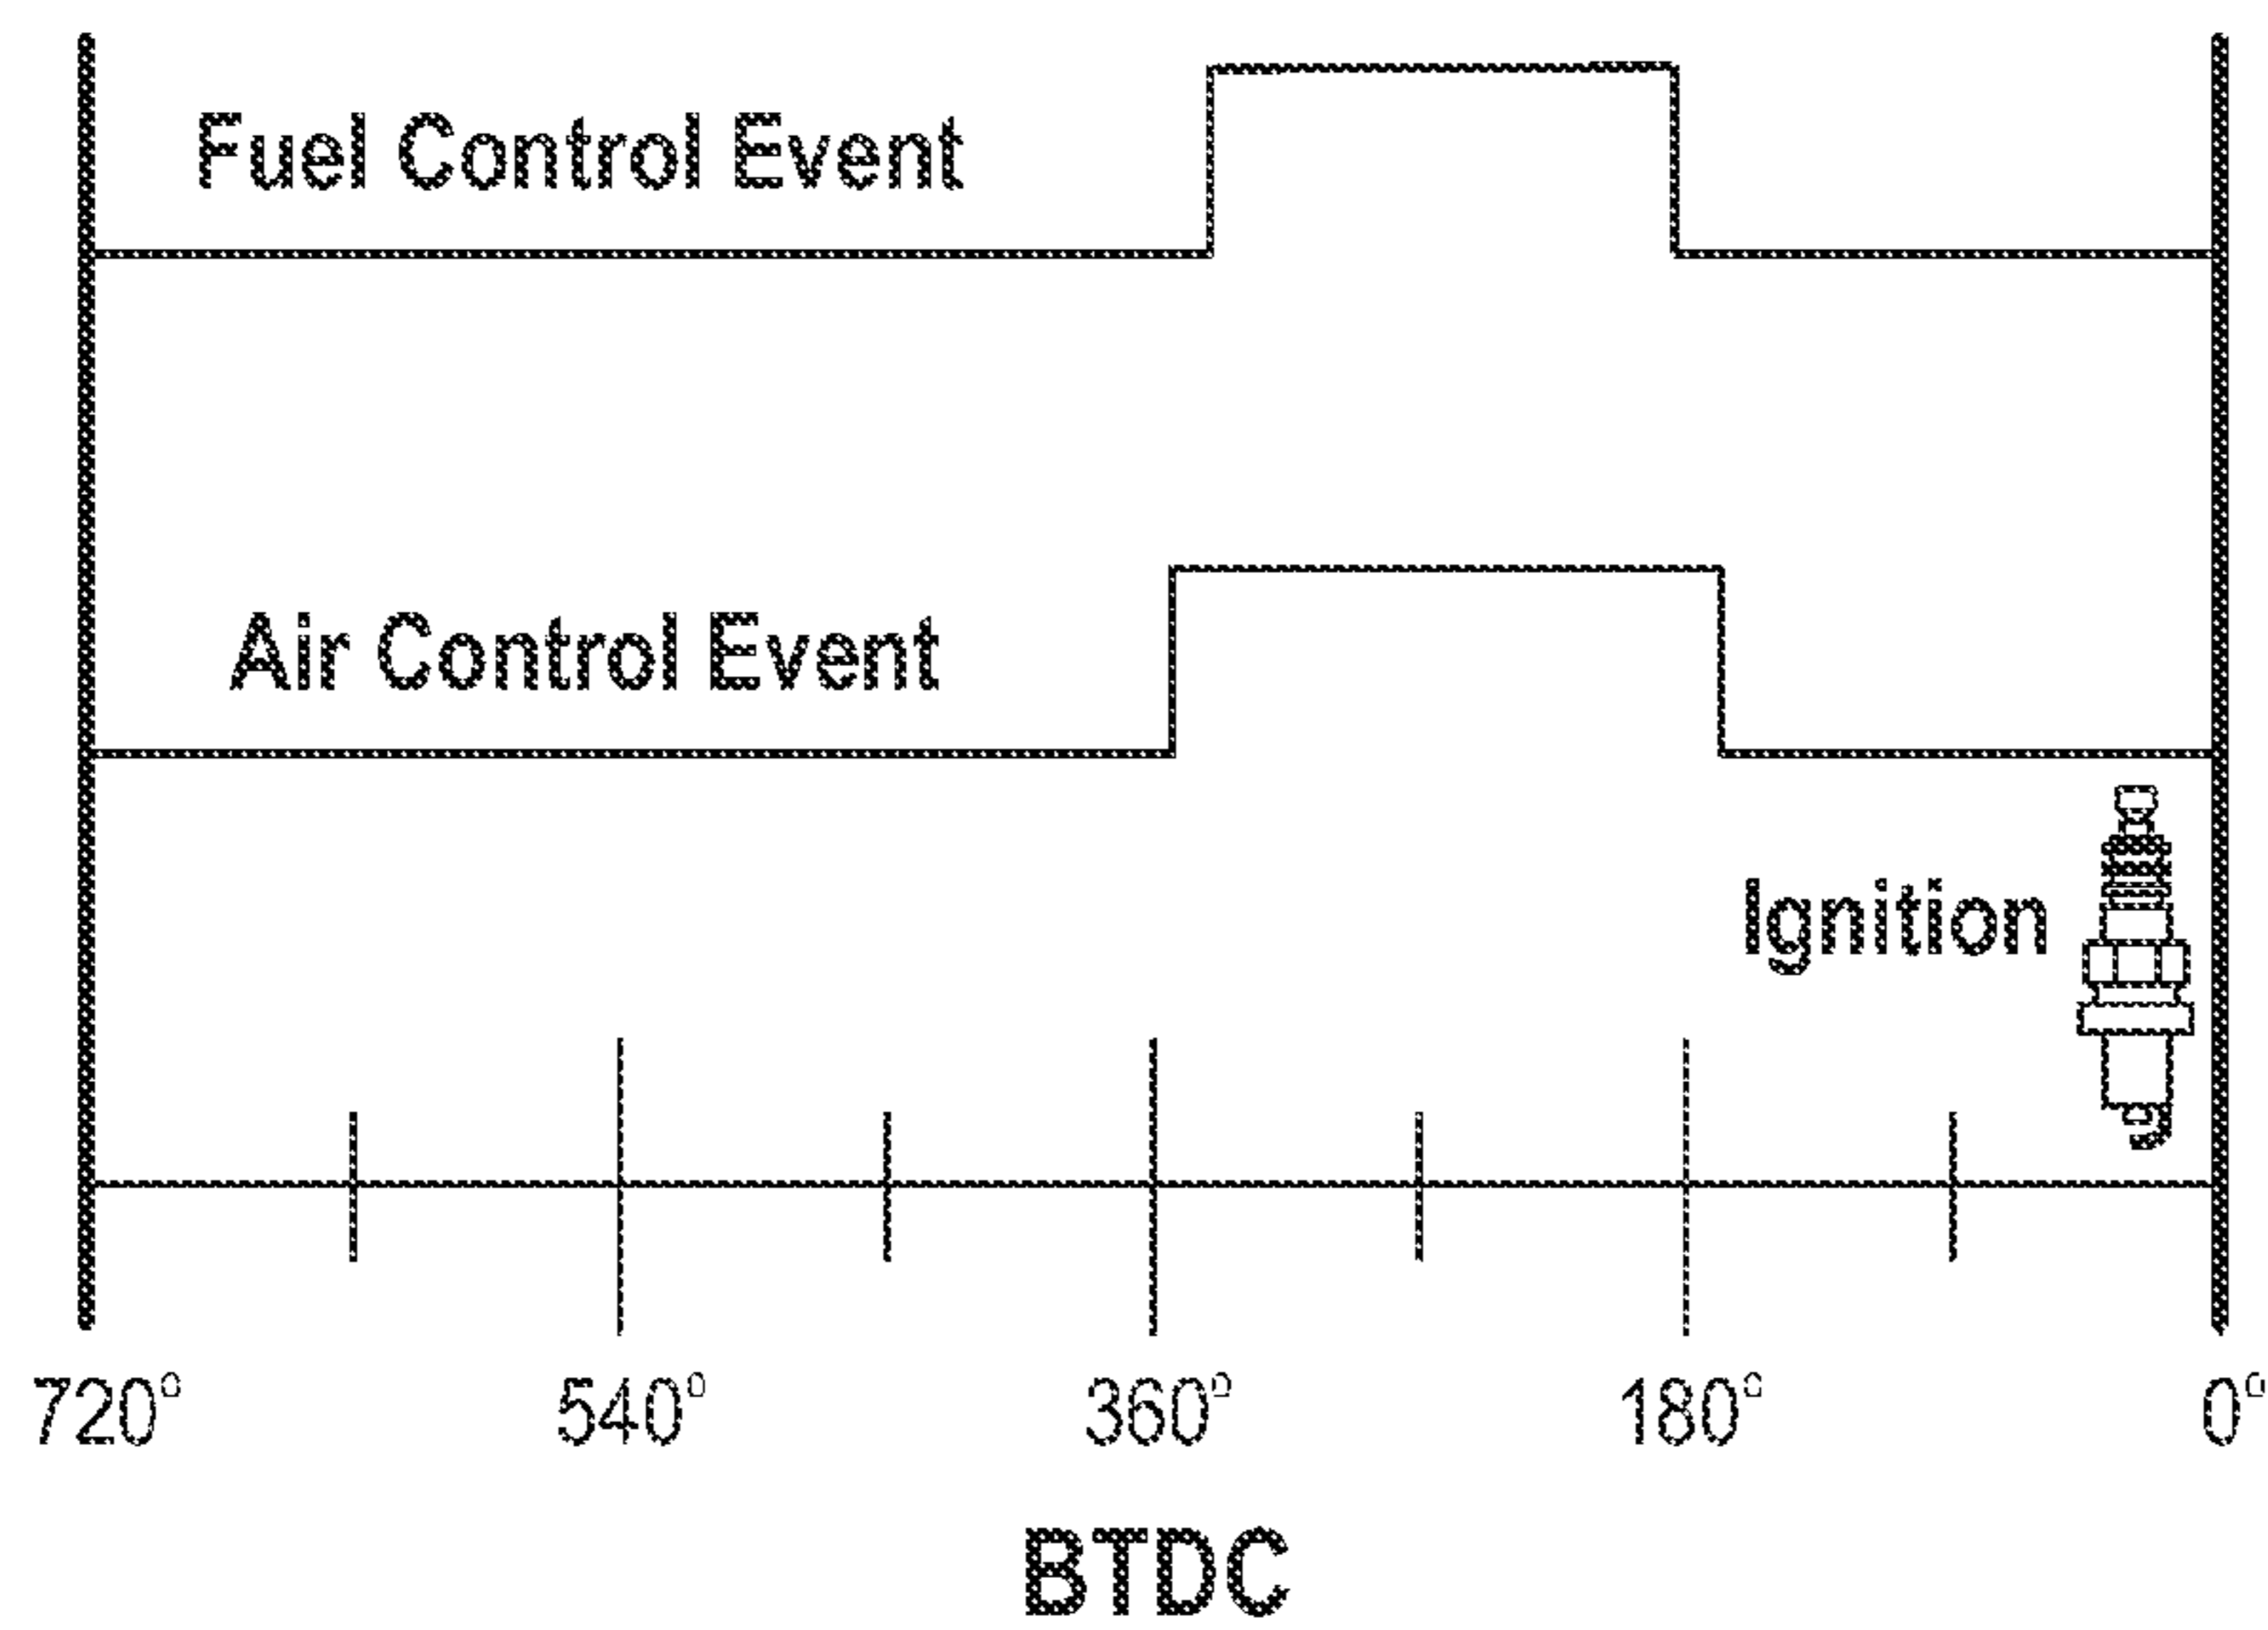 Fuel Control Event
Air Control Event
Ignition
720° 540° 360° 180° 0°
BTDC